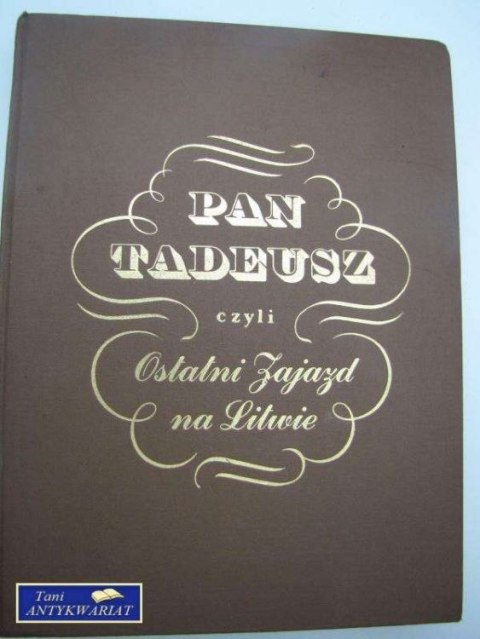 PAN
TADEUSZ
czyli
Ostatni Zajazd
na Litwie
Tani
ANTYKWARIAT